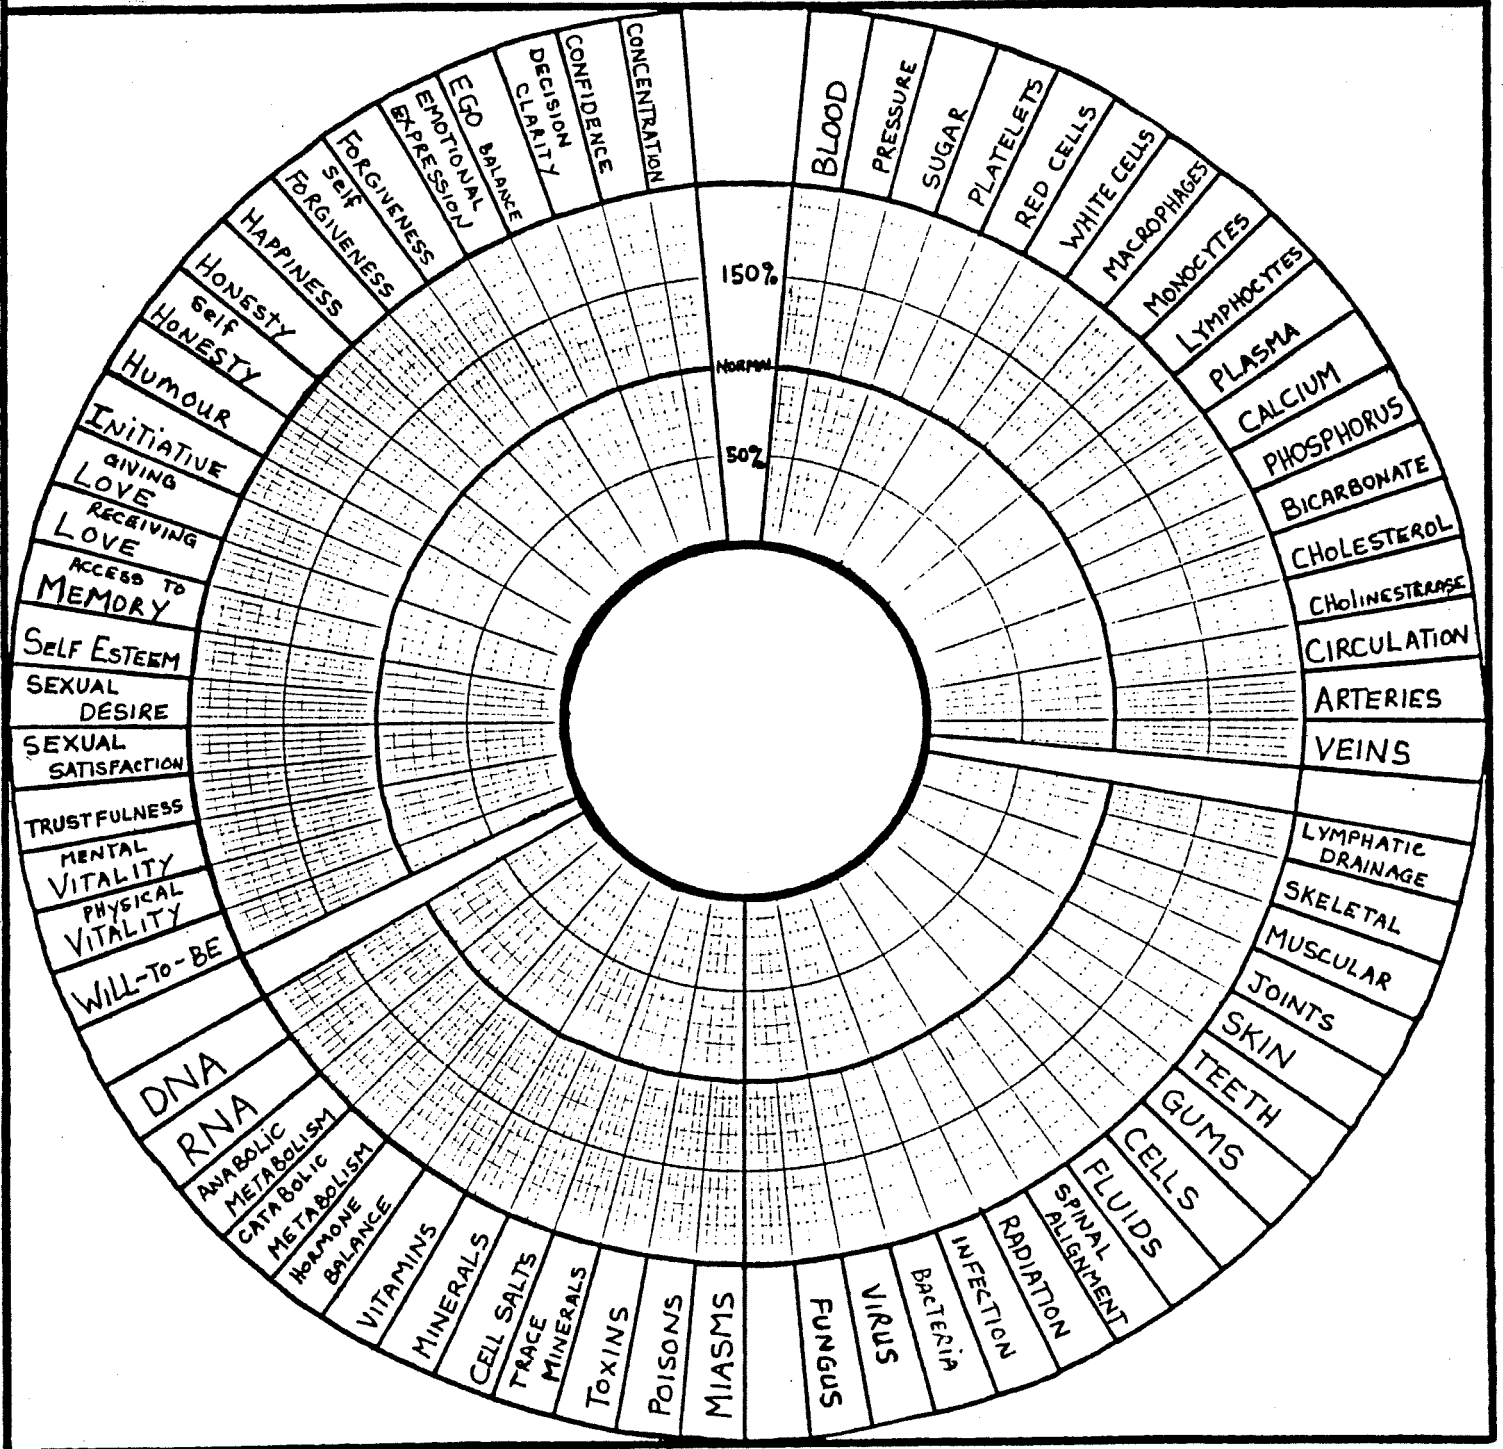 BLOOD
PRESSURE
SUGAR
PLATELETS
RED CELLS
WHITE CELLS
MACROPHAGES
MONOCYTES
LYMPHOCYTES
PLASMA
CALCIUM
PHOSPHORUS
BICARBONATE
CHOLESTEROL
CHOLINESTERASE
CIRCULATION
ARTERIES
VEINS
LYMPHATIC
DRAINAGE
SKELETAL
MUSCULAR
JOINTS
SKIN
TEETH
GUMS
CELLS
FLUIDS
SPINAL
ALIGNMENT
RADIATION
INFECTION
BACTERIA
VIRUS
FUNGUS
MIASMS
POISONS
TOXINS
TRACE
MINERALS
CELL SALTS
MINERALS
VITAMINS
HORMONE
BALANCE
CATABOLIC
METABOLISM
ANABOLIC
METABOLISM
RNA
DNA
WILL-TO-BE
PHYSICAL
VITALITY
MENTAL
VITALITY
TRUSTFULNESS
SEXUAL
SATISFACTION
SEXUAL
DESIRE
SELF ESTEEM
ACCESS TO
MEMORY
RECEIVING
LOVE
GIVING
LOVE
INITIATIVE
HUMOUR
Self
HONESTY
HONESTY
HAPPINESS
Self
FORGIVENESS
FORGIVENESS
EMOTIONAL
EXPRESSION
EGO BALANCE
DECISION
CLARITY
CONFIDENCE
CONCENTRATION
150%
NORMAL
50%